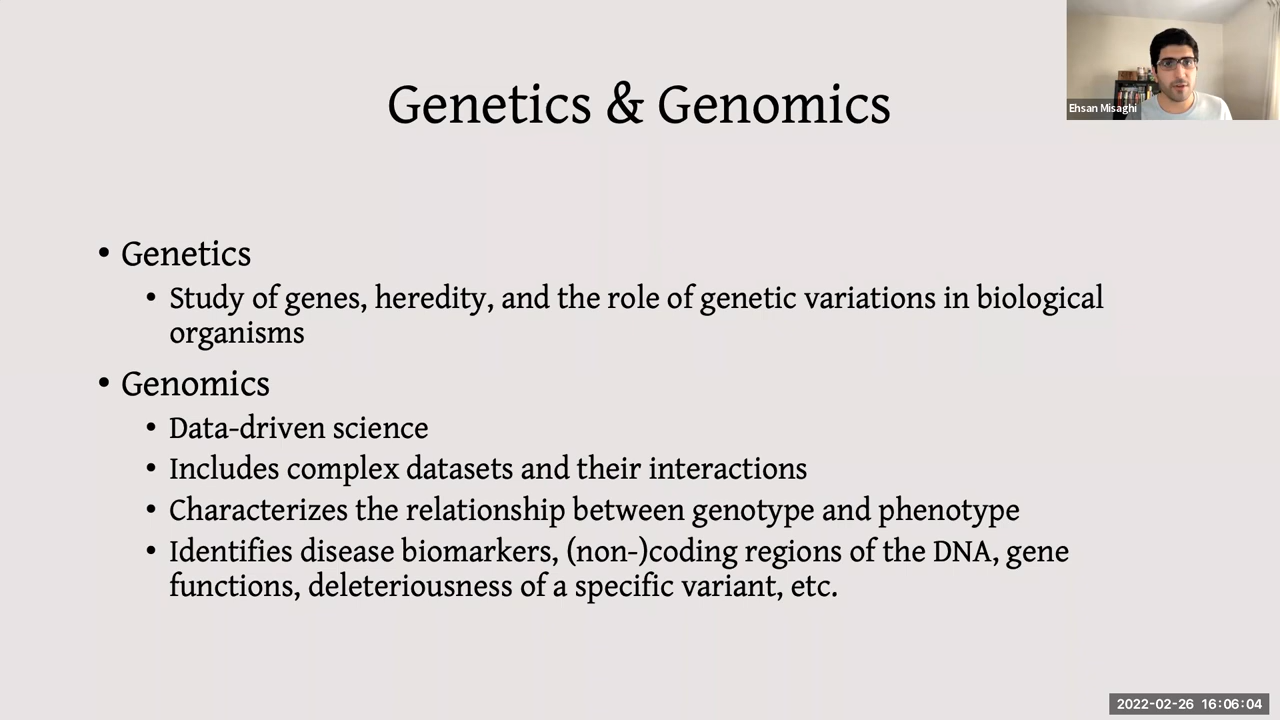 Genetics & Genomics
Ehsan Misaghi
• Genetics
• Study of genes, heredity, and the role of genetic variations in biological
organisms
• Genomics
• Data-driven science
• Includes complex datasets and their interactions
• Characterizes the relationship between genotype and phenotype
• Identifies disease biomarkers, (non-)coding regions of the DNA, gene
functions, deleteriousness of a specific variant, etc.
2022-02-26 16:06:04